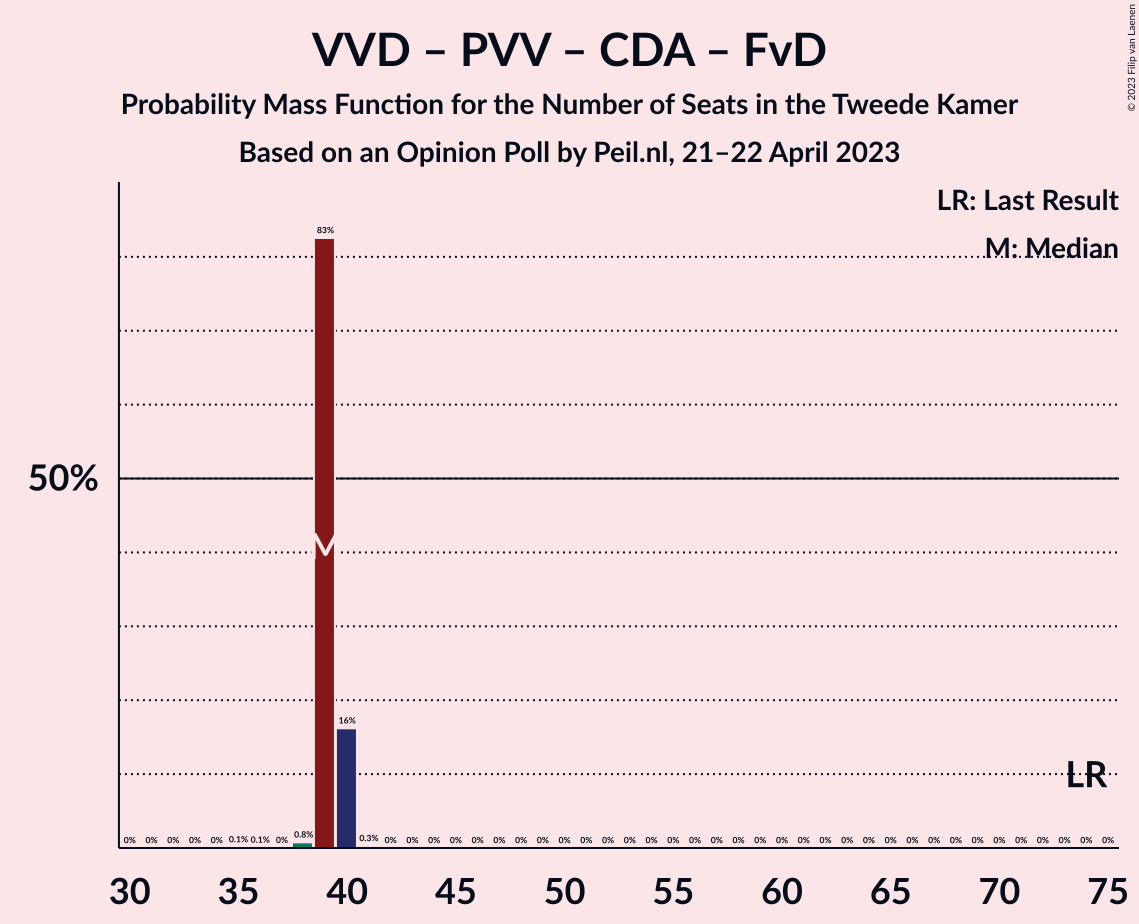 VVD – PVV – CDA – FvD
Probability Mass Function for the Number of Seats in the Tweede Kamer
Based on an Opinion Poll by Peil.nl, 21–22 April 2023
© 2023 Filip van Laenen
LR: Last Result
M: Median
83%
50%
M
16%
LR
0% 0% 0% 0% 0% 0.1% 0.1% 0% 0.8% 0.3% 0% 0% 0% 0% 0% 0% 0% 0% 0% 0% 0% 0% 0% 0% 0% 0% 0% 0% 0% 0% 0% 0% 0% 0% 0% 0% 0% 0% 0% 0% 0% 0% 0% 0%
30 35 40 45 50 55 60 65 70 75